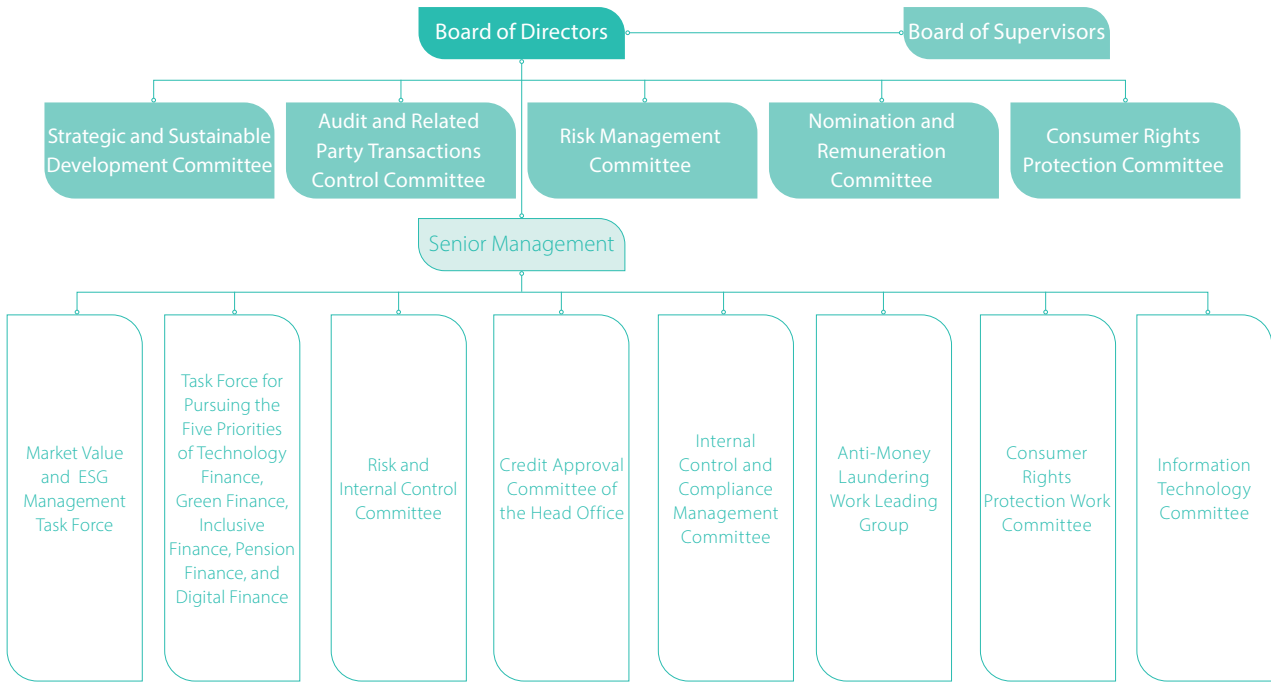 Board of Directors
Board of Supervisors
Strategic and Sustainable
Development Committee
Audit and Related
Party Transactions
Control Committee
Risk Management
Committee
Nomination and
Remuneration
Committee
Consumer Rights
Protection Committee
Senior Management
Market Value
and ESG
Management
Task Force
Task Force for
Pursuing the
Five Priorities
of Technology
Finance,
Green Finance,
Inclusive
Finance, Pension
Finance, and
Digital Finance
Risk and
Internal Control
Committee
Credit Approval
Committee of
the Head Office
Internal
Control and
Compliance
Management
Committee
Anti-Money
Laundering
Work Leading
Group
Consumer
Rights
Protection Work
Committee
Information
Technology
Committee